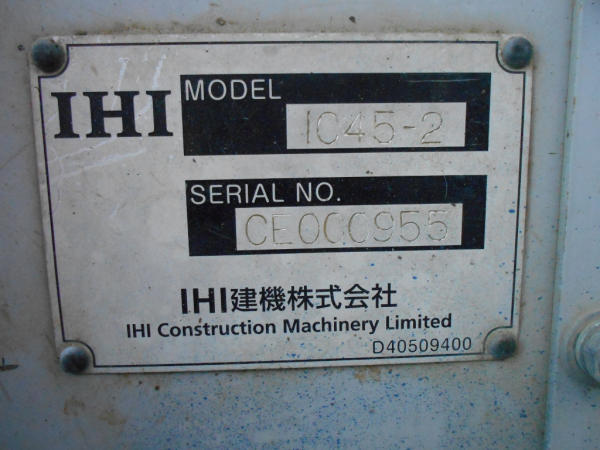 IHI
MODEL
IC45-2
SERIAL NO.
CE000955
IHI建機株式会社
IHI Construction Machinery Limited
D40509400